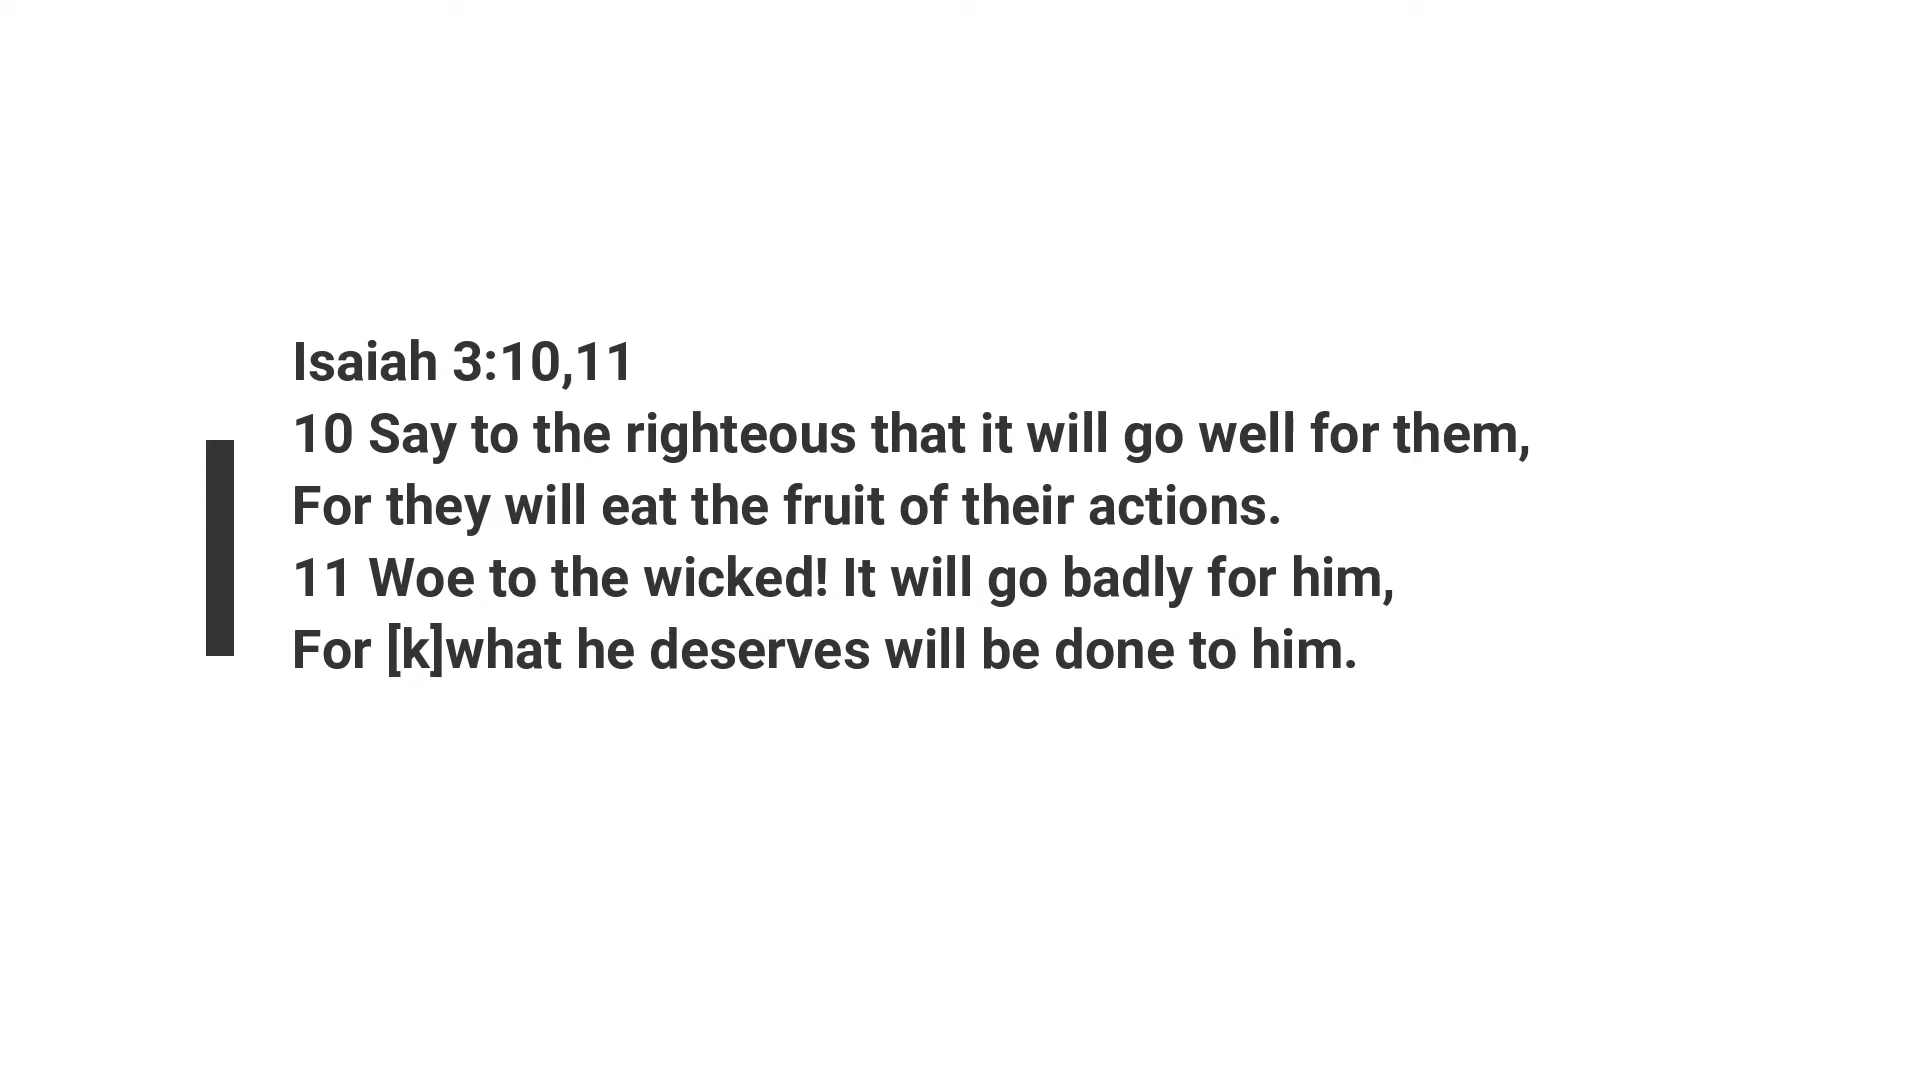 Isaiah 3:10,11
10 Say to the righteous that it will go well for them,
For they will eat the fruit of their actions.
11 Woe to the wicked! It will go badly for him,
For [k]what he deserves will be done to him.